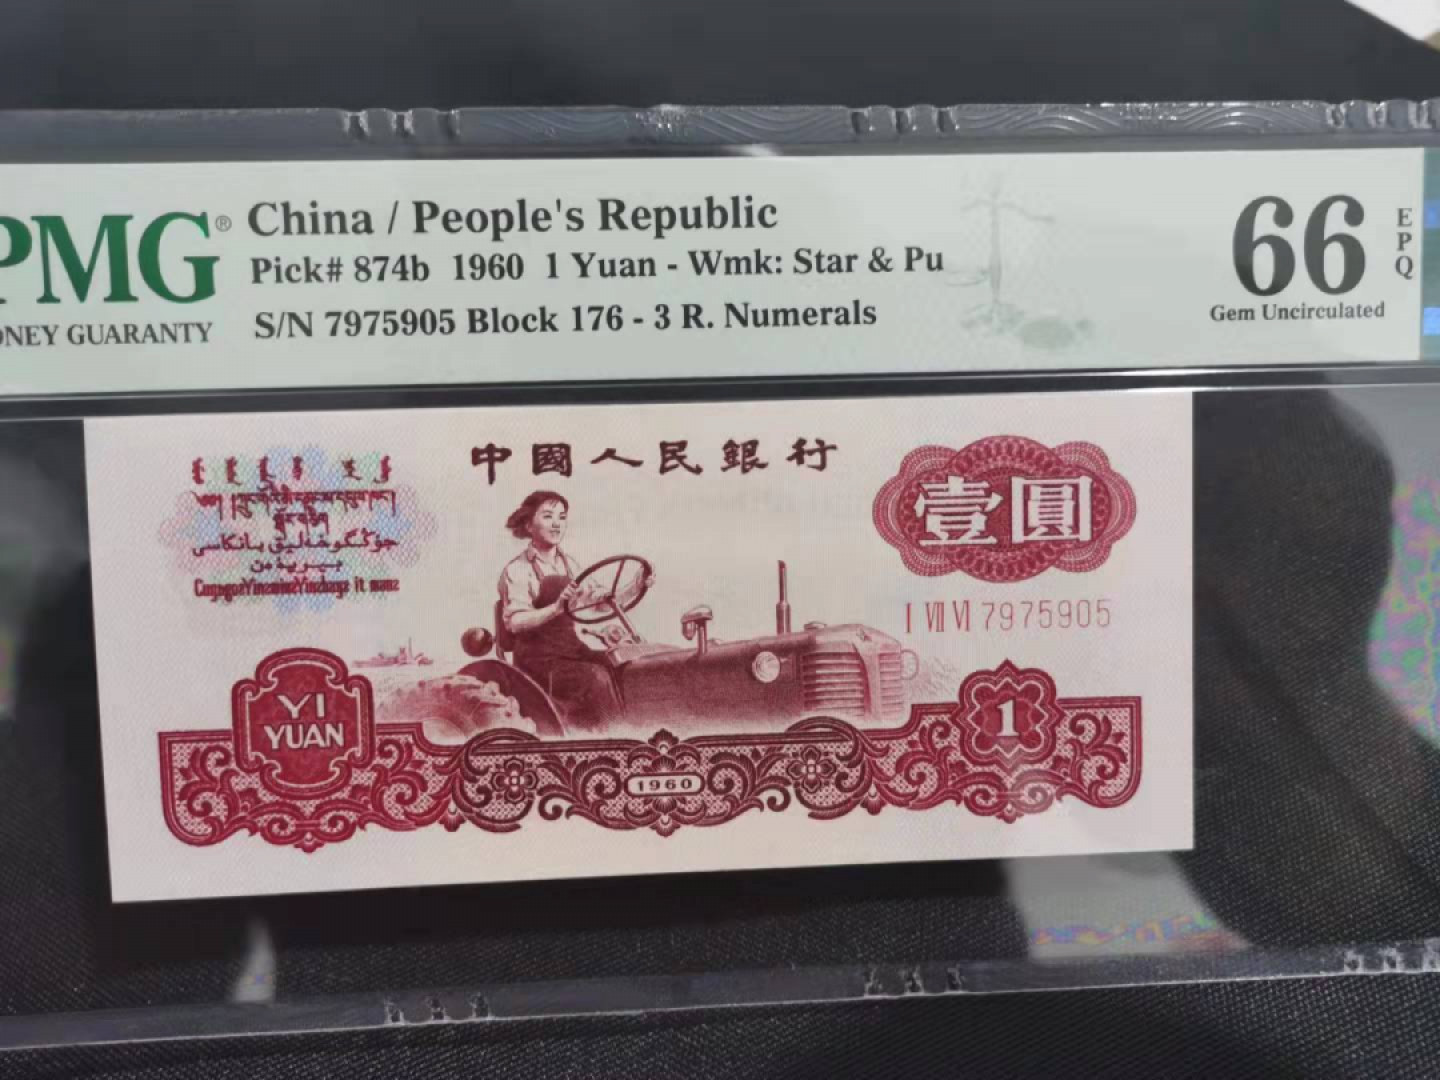 PMG®
China / People's Republic
Pick# 874b 1960 1 Yuan - Wmk: Star & Pu
S/N 7975905 Block 176 - 3 R. Numerals
GUARANTY
66
EPQ
Gem Uncirculated
中國人民銀行
壹圓
I VII VI 7975905
YI
YUAN
1
1960